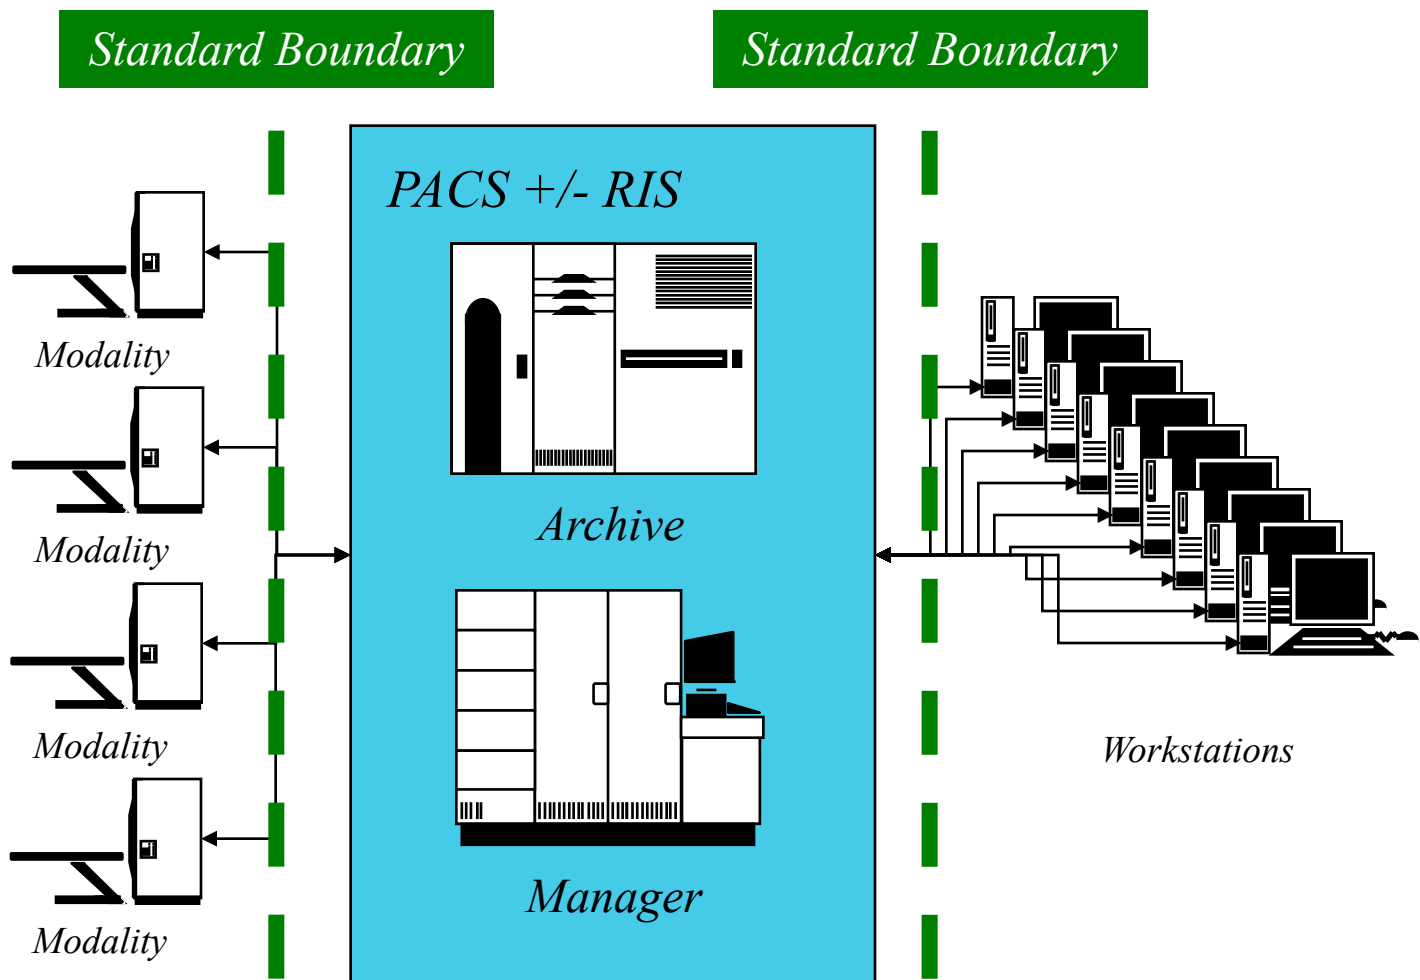 Standard Boundary
Standard Boundary
PACS +/- RIS
Modality
Archive
Modality
Modality
Workstations
Manager
Modality